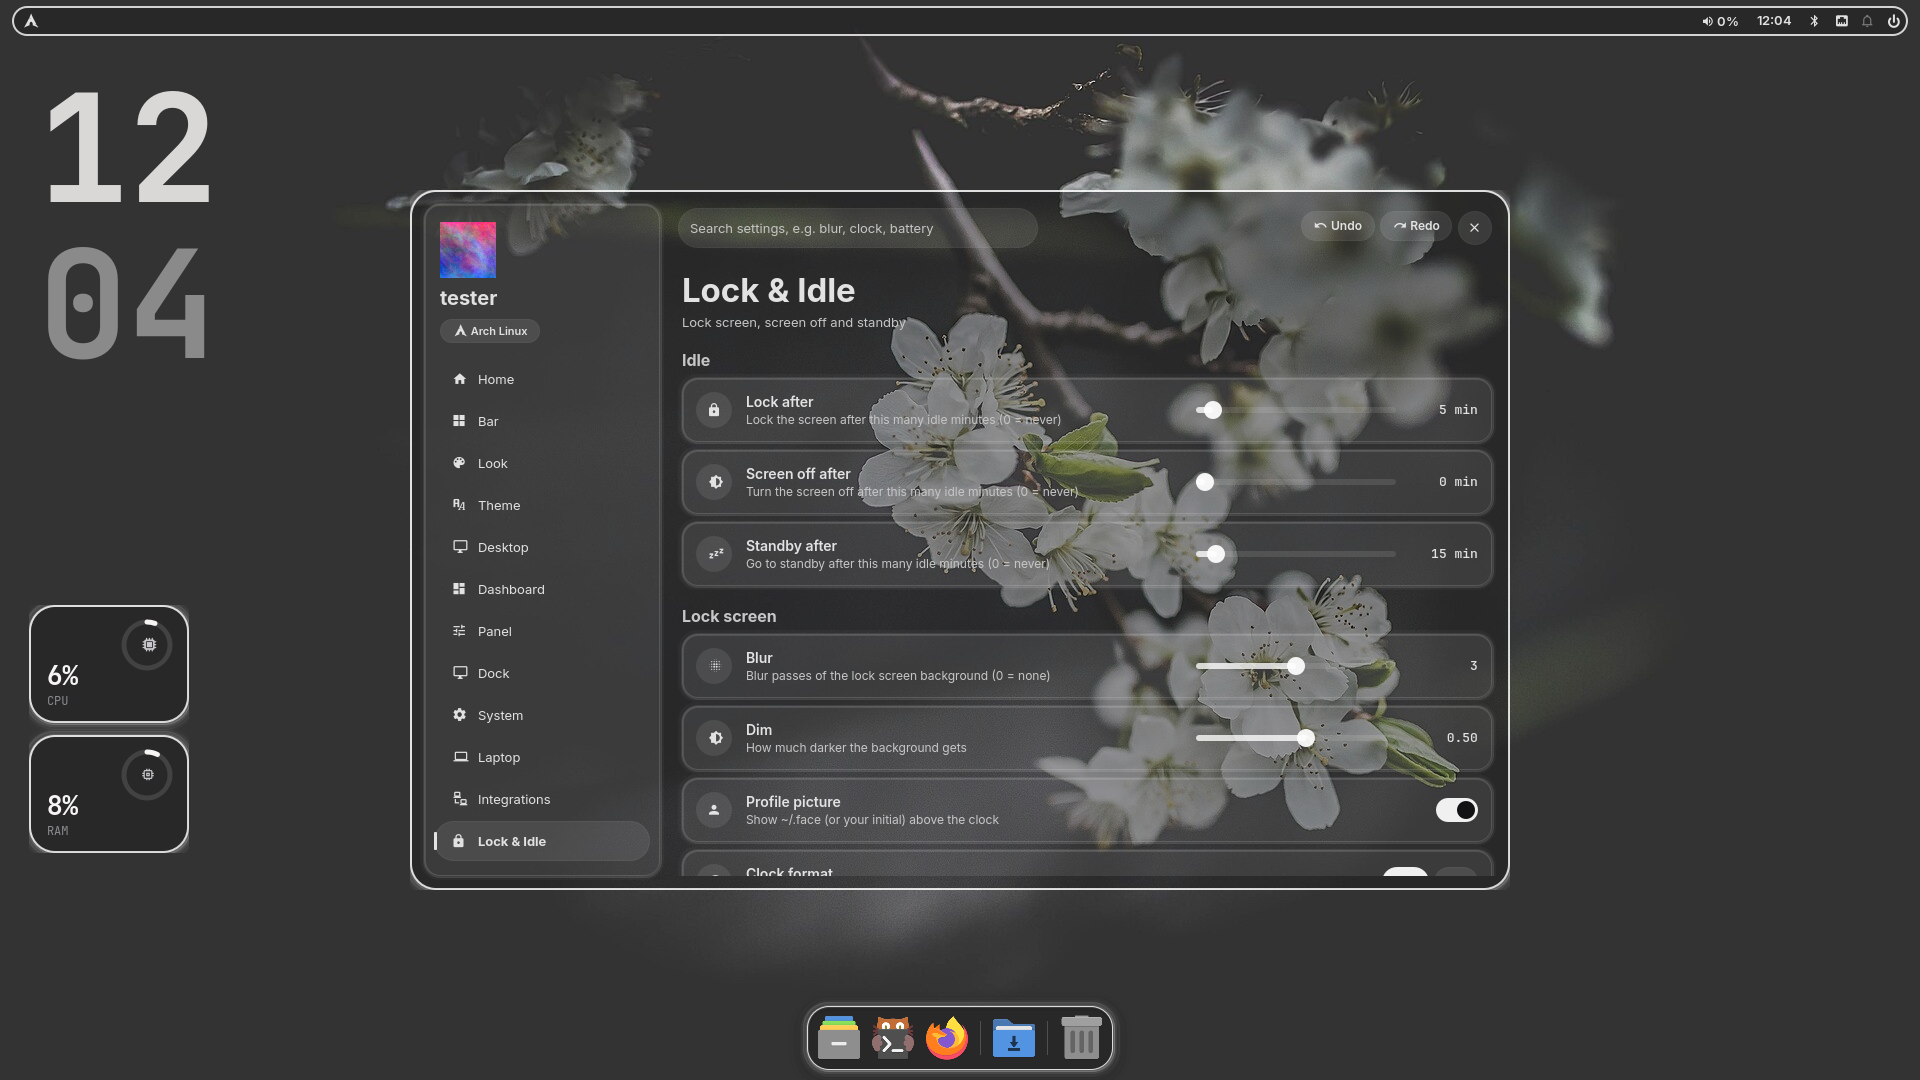 0%
12:04
12
04
6%
CPU
8%
RAM
tester
Arch Linux
Home
Bar
Look
Theme
Desktop
Dashboard
Panel
Dock
System
Laptop
Integrations
Lock & Idle
Search settings, e.g. blur, clock, battery
Undo
Redo
Lock & Idle
Lock screen, screen off and standby
Idle
Lock after
Lock the screen after this many idle minutes (0 = never)
5 min
Screen off after
Turn the screen off after this many idle minutes (0 = never)
0 min
Standby after
Go to standby after this many idle minutes (0 = never)
15 min
Lock screen
Blur
Blur passes of the lock screen background (0 = none)
3
Dim
How much darker the background gets
0.50
Profile picture
Show ~/.face (or your initial) above the clock
Clock format